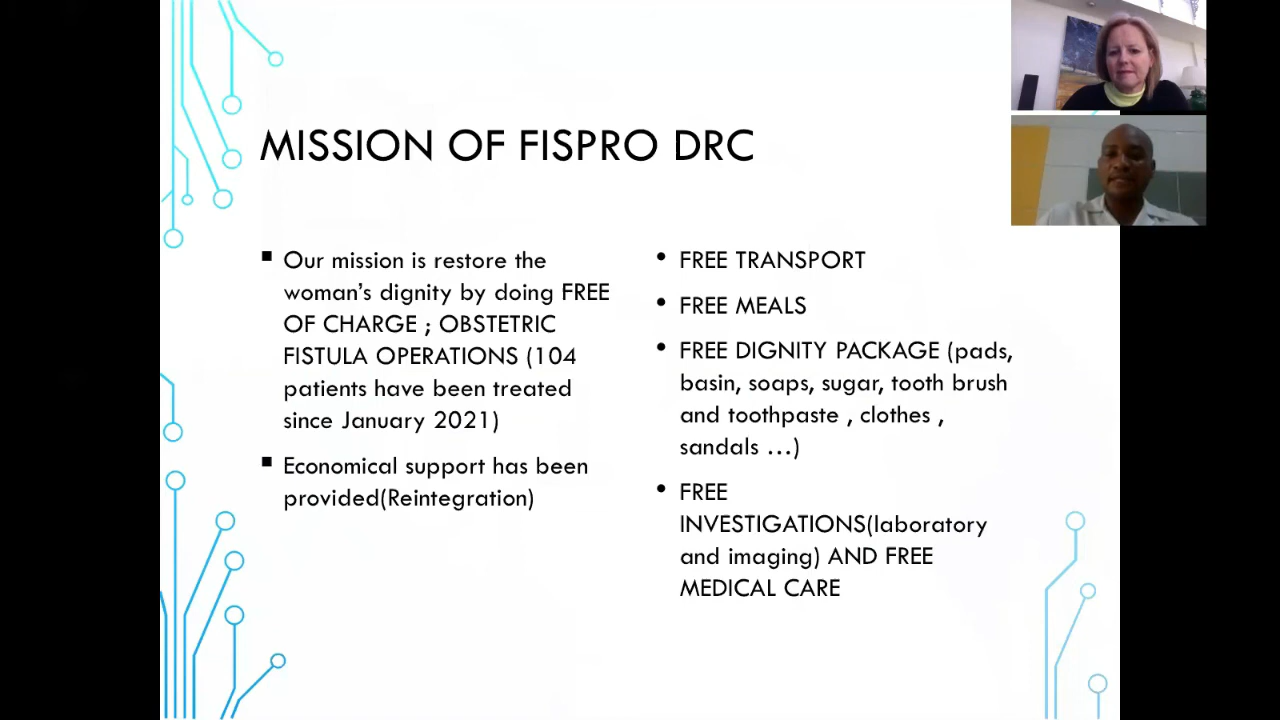 MISSION OF FISPRO DRC
Our mission is restore the
woman's dignity by doing FREE
OF CHARGE ; OBSTETRIC
FISTULA OPERATIONS (104
patients have been treated
since January 2021)
Economical support has been
provided(Reintegration)
FREE TRANSPORT
FREE MEALS
FREE DIGNITY PACKAGE (pads,
basin, soaps, sugar, tooth brush
and toothpaste , clothes ,
sandals …)
FREE
INVESTIGATIONS(laboratory
and imaging) AND FREE
MEDICAL CARE